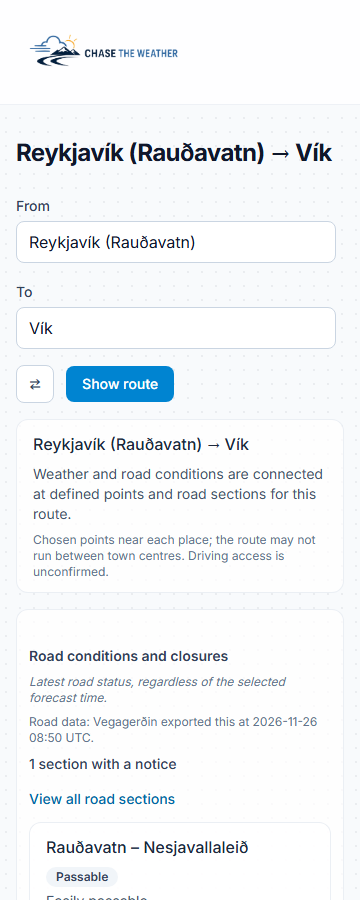 CHASE THE WEATHER
Reykjavík (Rauðavatn) → Vík
From
Reykjavík (Rauðavatn)
To
Vík
⇄
Show route
Reykjavík (Rauðavatn) → Vík
Weather and road conditions are connected
at defined points and road sections for this
route.
Chosen points near each place; the route may not
run between town centres. Driving access is
unconfirmed.
Road conditions and closures
Latest road status, regardless of the selected
forecast time.
Road data: Vegagerðin exported this at 2026-11-26
08:50 UTC.
1 section with a notice
View all road sections
Rauðavatn – Nesjavallaleið
Passable
Easily passable